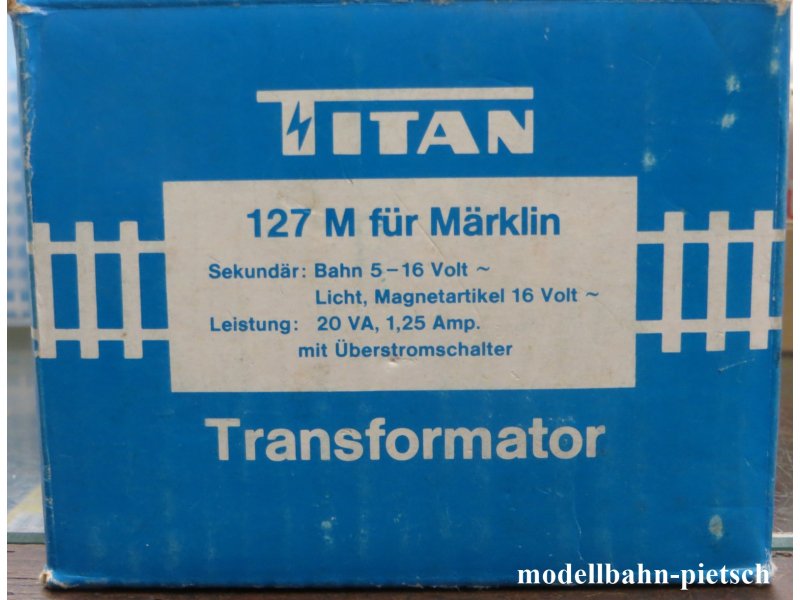 TITAN
127 M für Märklin
Sekundär: Bahn 5-16 Volt ~
Licht, Magnetartikel 16 Volt ~
Leistung: 20 VA, 1,25 Amp.
mit Überstromschalter
Transformator
modellbahn-pietsch